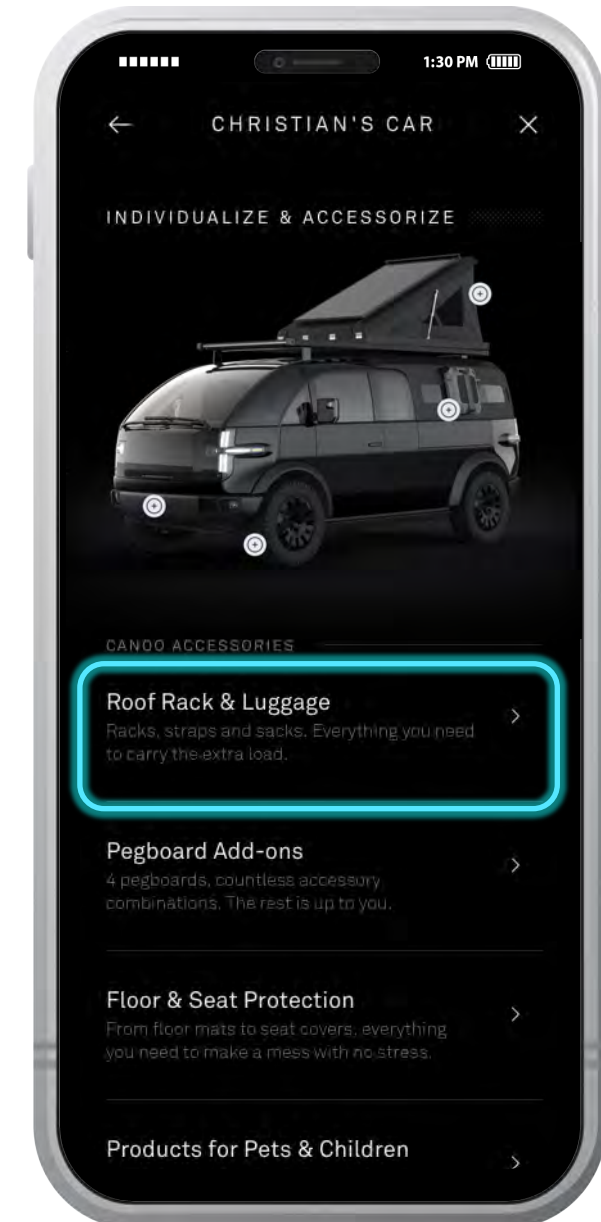 1:30 PM
CHRISTIAN'S CAR
INDIVIDUALIZE & ACCESSORIZE
CANOO ACCESSORIES
Roof Rack & Luggage
Racks, straps and sacks. Everything you need
to carry the extra load.
Pegboard Add-ons
4 pegboards, countless accessory
combinations. The rest is up to you.
Floor & Seat Protection
From floor mats to seat covers, everything
you need to make a mess with no stress.
Products for Pets & Children